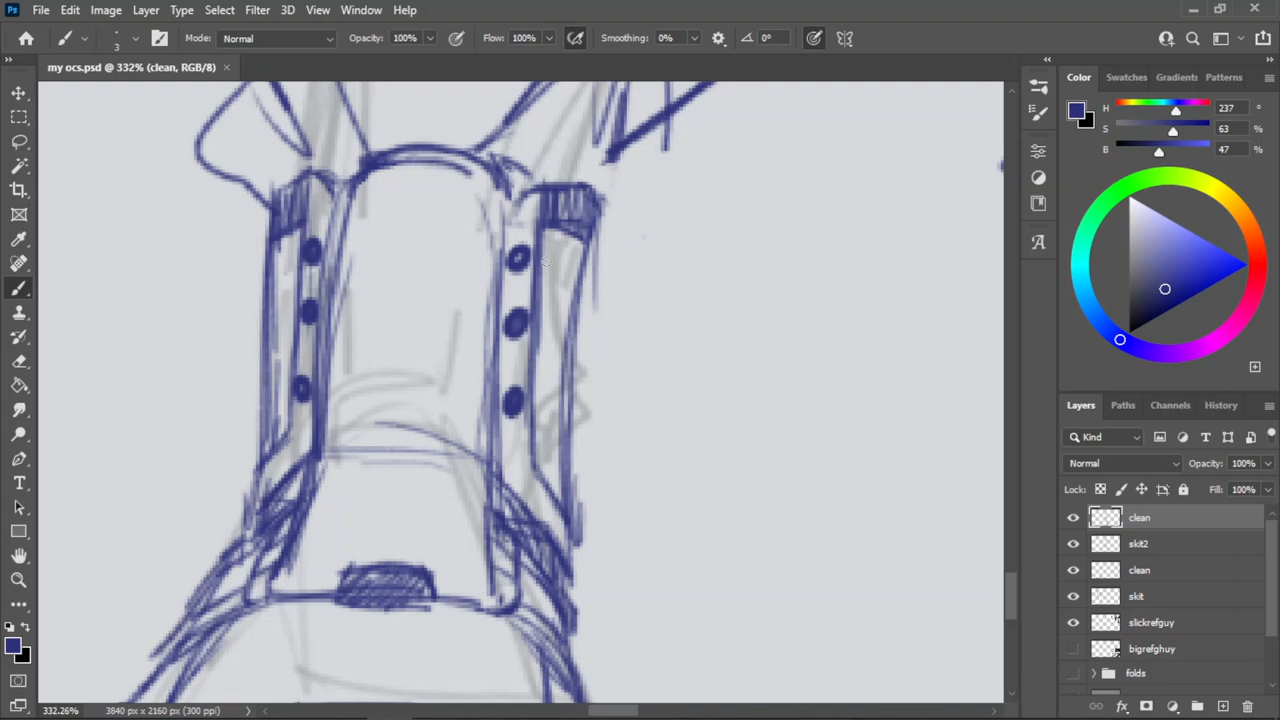 Ps File Edit Image Layer Type Select Filter 3D View Window Help
3 Mode: Normal Opacity: 100% Flow: 100% Smoothing: 0% 0°
my ocs.psd @ 332% (clean, RGB/8)
Color Swatches Gradients Patterns
H 237 °
S 63 %
B 47 %
Layers Paths Channels History
Kind
Normal Opacity: 100%
Lock: Fill: 100%
clean
skit2
clean
skit
slickrefguy
bigrefghuy
folds
332.26% 3840 px x 2160 px (300 ppi)